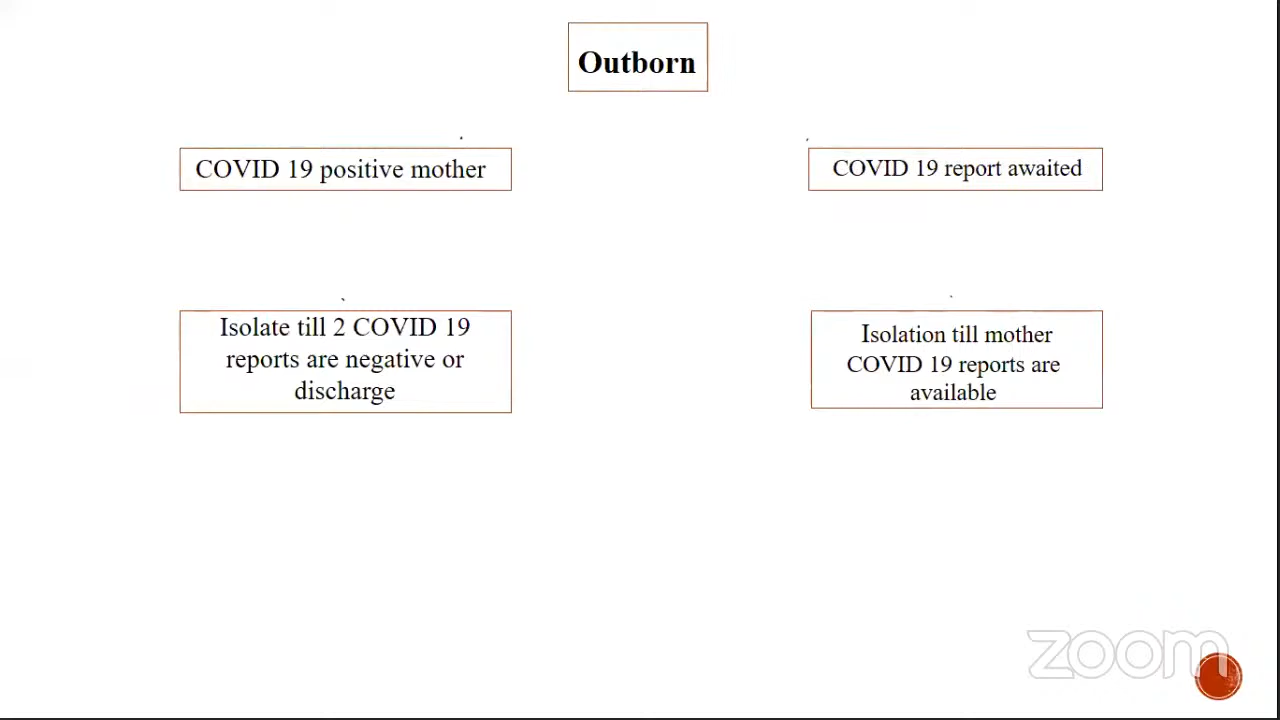 Outborn
COVID 19 positive mother
COVID 19 report awaited
Isolate till 2 COVID 19
reports are negative or
discharge
Isolation till mother
COVID 19 reports are
available
zoom